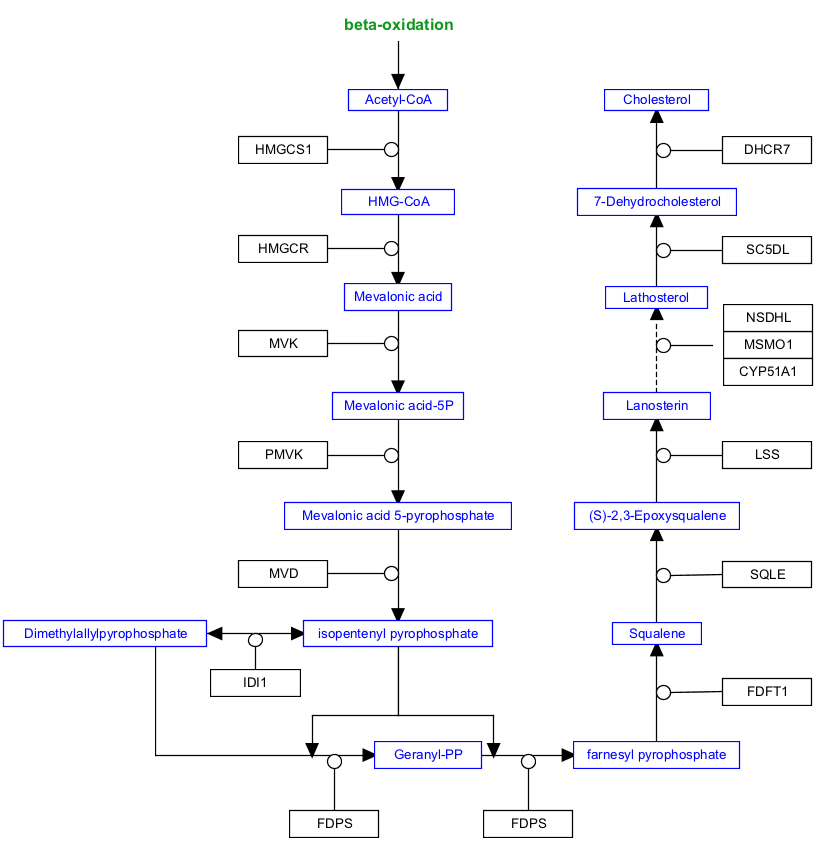 beta-oxidation
Acetyl-CoA
Cholesterol
HMGCS1
DHCR7
HMG-CoA
7-Dehydrocholesterol
HMGCR
SC5DL
Mevalonic acid
Lathosterol
NSDHL
MVK
MSMO1
CYP51A1
Mevalonic acid-5P
Lanosterin
PMVK
LSS
Mevalonic acid 5-pyrophosphate
(S)-2,3-Epoxysqualene
MVD
SQLE
Dimethylallylpyrophosphate
isopentenyl pyrophosphate
Squalene
IDI1
FDFT1
Geranyl-PP
farnesyl pyrophosphate
FDPS
FDPS